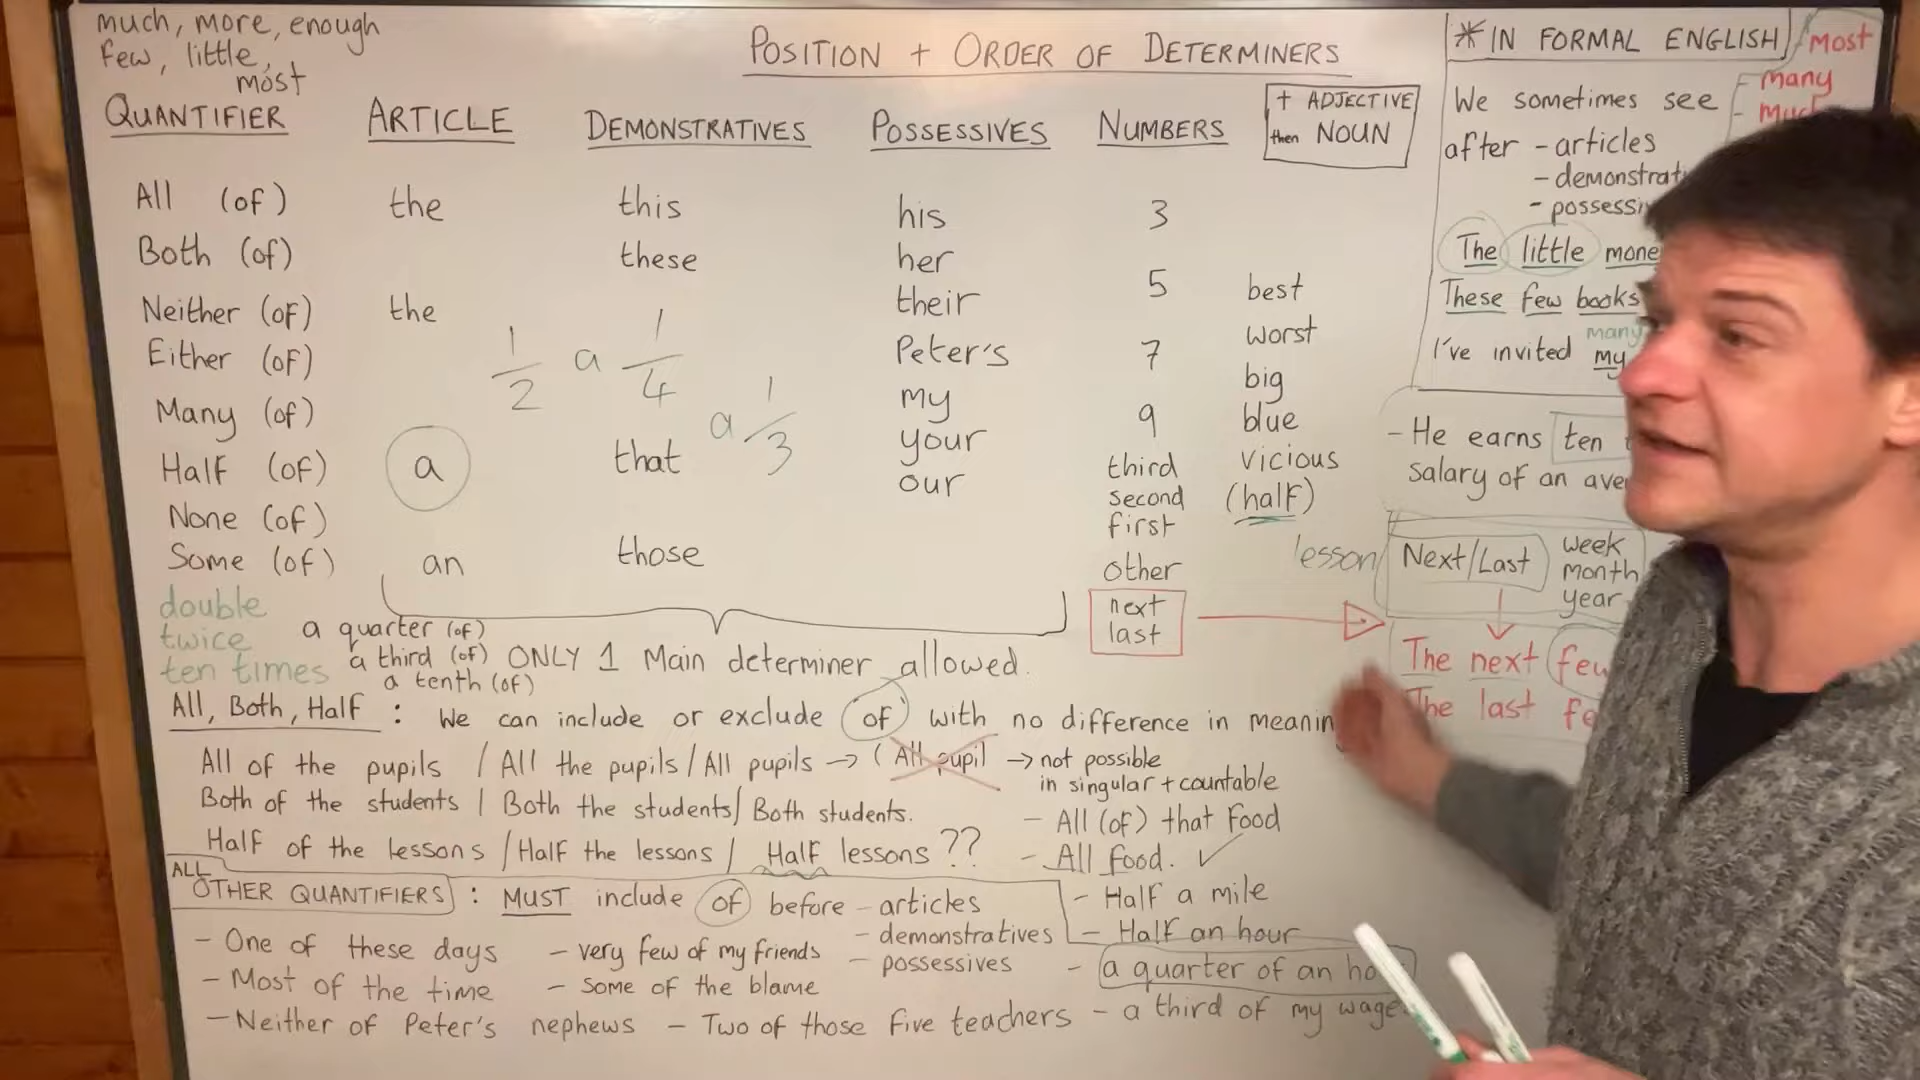 much, more, enough
few, little,
most
POSITION + ORDER OF DETERMINERS
QUANTIFIER
ARTICLE
DEMONSTRATIVES
POSSESSIVES
NUMBERS
+ ADJECTIVE
then NOUN
All (of)
Both (of)
Neither (of)
Either (of)
Many (of)
Half (of)
None (of)
Some (of)
double
twice
ten times
a quarter (of)
a third (of)
a tenth (of)
the
the
a
an
1/2
a 1/4
a 1/3
this
these
that
those
his
her
their
Peter's
my
your
our
3
5
7
9
third
second
first
other
next
last
best
worst
big
blue
vicious
(half)
ONLY 1 Main determiner allowed.
All, Both, Half : We can include or exclude of with no difference in
All of the pupils / All the pupils / All pupils → (All pupil) → not possible
in singular + countable
Both of the students / Both the students / Both students.
Half of the lessons / Half the lessons / Half lessons ??
- All (of) that food
- All food. ✓
- Half a mile
- Half an hour
- a quarter of an
- a third of my
ALL
OTHER QUANTIFIERS : MUST include of before - articles
- demonstratives
- possessives
- One of these days
- Most of the time
- Neither of Peter's nephews
- very few of my friends
- Some of the blame
- Two of those five teachers
*IN FORMAL ENGLISH
most
many
We sometimes see
after - articles
The little
These few books
many
I've invited my
- He earns ten
salary of an
lesson
Next/Last
week
month
year
The next few
The last